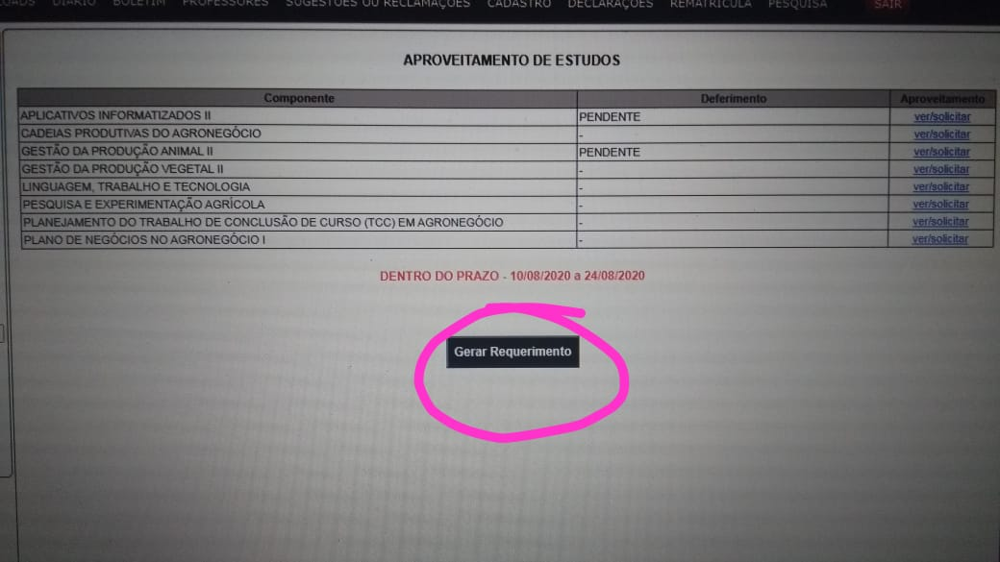 OADS DIÁRIO BOLETIM PROFESSORES SUGESTÕES OU RECLAMAÇÕES CADASTRO DECLARAÇÕES REMATRÍCULA PESQUISA SAIR
APROVEITAMENTO DE ESTUDOS
Componente Deferimento Aproveitamento
APLICATIVOS INFORMATIZADOS II PENDENTE ver/solicitar
CADEIAS PRODUTIVAS DO AGRONEGÓCIO - ver/solicitar
GESTÃO DA PRODUÇÃO ANIMAL II PENDENTE ver/solicitar
GESTÃO DA PRODUÇÃO VEGETAL II - ver/solicitar
LINGUAGEM, TRABALHO E TECNOLOGIA - ver/solicitar
PESQUISA E EXPERIMENTAÇÃO AGRÍCOLA - ver/solicitar
PLANEJAMENTO DO TRABALHO DE CONCLUSÃO DE CURSO (TCC) EM AGRONEGÓCIO - ver/solicitar
PLANO DE NEGÓCIOS NO AGRONEGÓCIO I - ver/solicitar
DENTRO DO PRAZO - 10/08/2020 a 24/08/2020
Gerar Requerimento